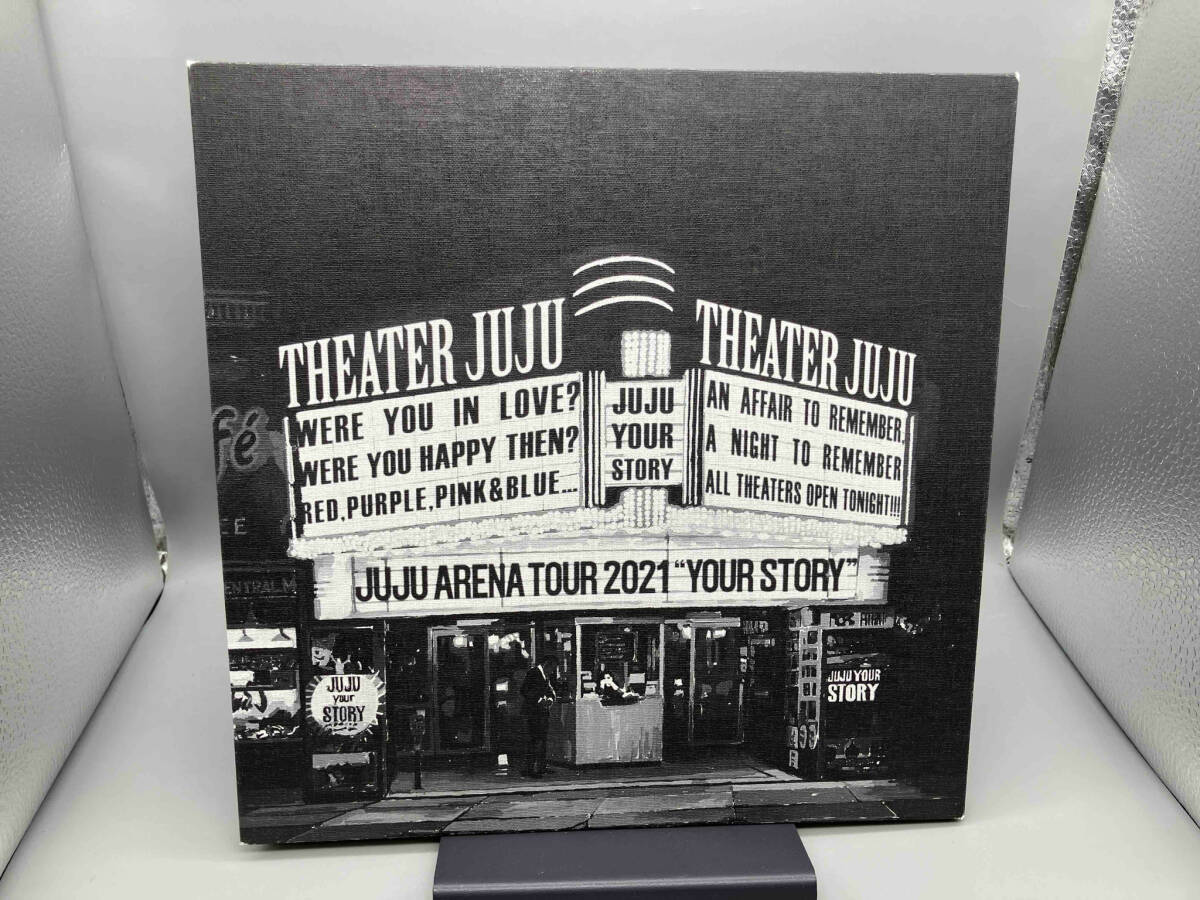 THEATER JUJU
WERE YOU IN LOVE?
WERE YOU HAPPY THEN?
RED, PURPLE, PINK & BLUE...
JUJU
YOUR
STORY
THEATER JUJU
AN AFFAIR TO REMEMBER,
A NIGHT TO REMEMBER
ALL THEATERS OPEN TONIGHT!!!
JUJU ARENA TOUR 2021 "YOUR STORY"
JUJU
YOUR
STORY
JUJU YOUR
STORY